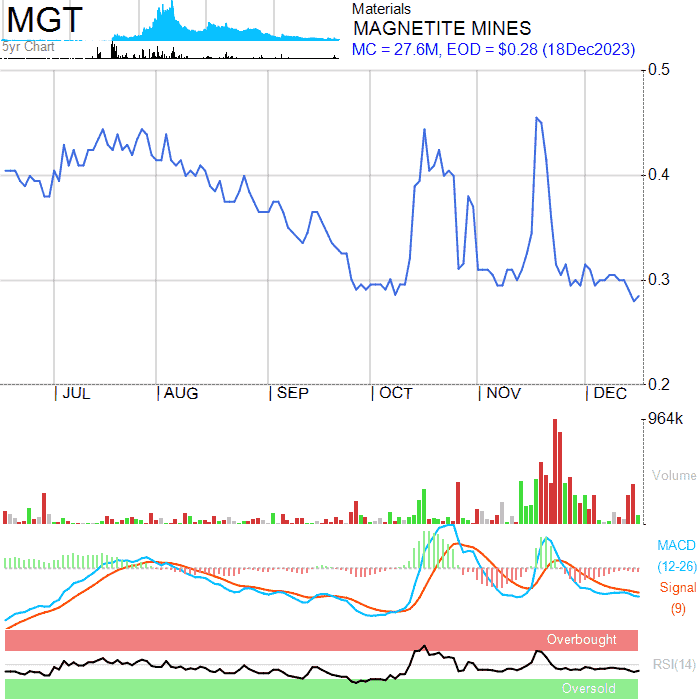 MGT
5yr Chart
Materials
MAGNETITE MINES
MC = 27.6M, EOD = $0.28 (18Dec2023)
0.5
0.4
0.3
0.2
| JUL | AUG | SEP | OCT | NOV | DEC
964k
Volume
MACD
(12-26)
Signal
(9)
Overbought
RSI(14)
Oversold